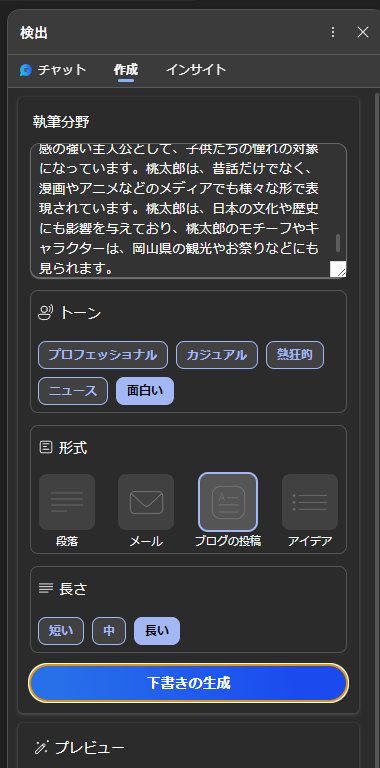 検出
チャット 作成 インサイト
執筆分野
感の強い主人公として、子供たちの憧れの対象
になっています。桃太郎は、昔話だけでなく、
漫画やアニメなどのメディアでも様々な形で表
現されています。桃太郎は、日本の文化や歴史
にも影響を与えており、桃太郎のモチーフやキ
ャラクターは、岡山県の観光やお祭りなどにも
見られます。
トーン
プロフェッショナル カジュアル 熱狂的
ニュース 面白い
形式
段落 メール ブログの投稿 アイデア
長さ
短い 中 長い
下書きの生成
プレビュー